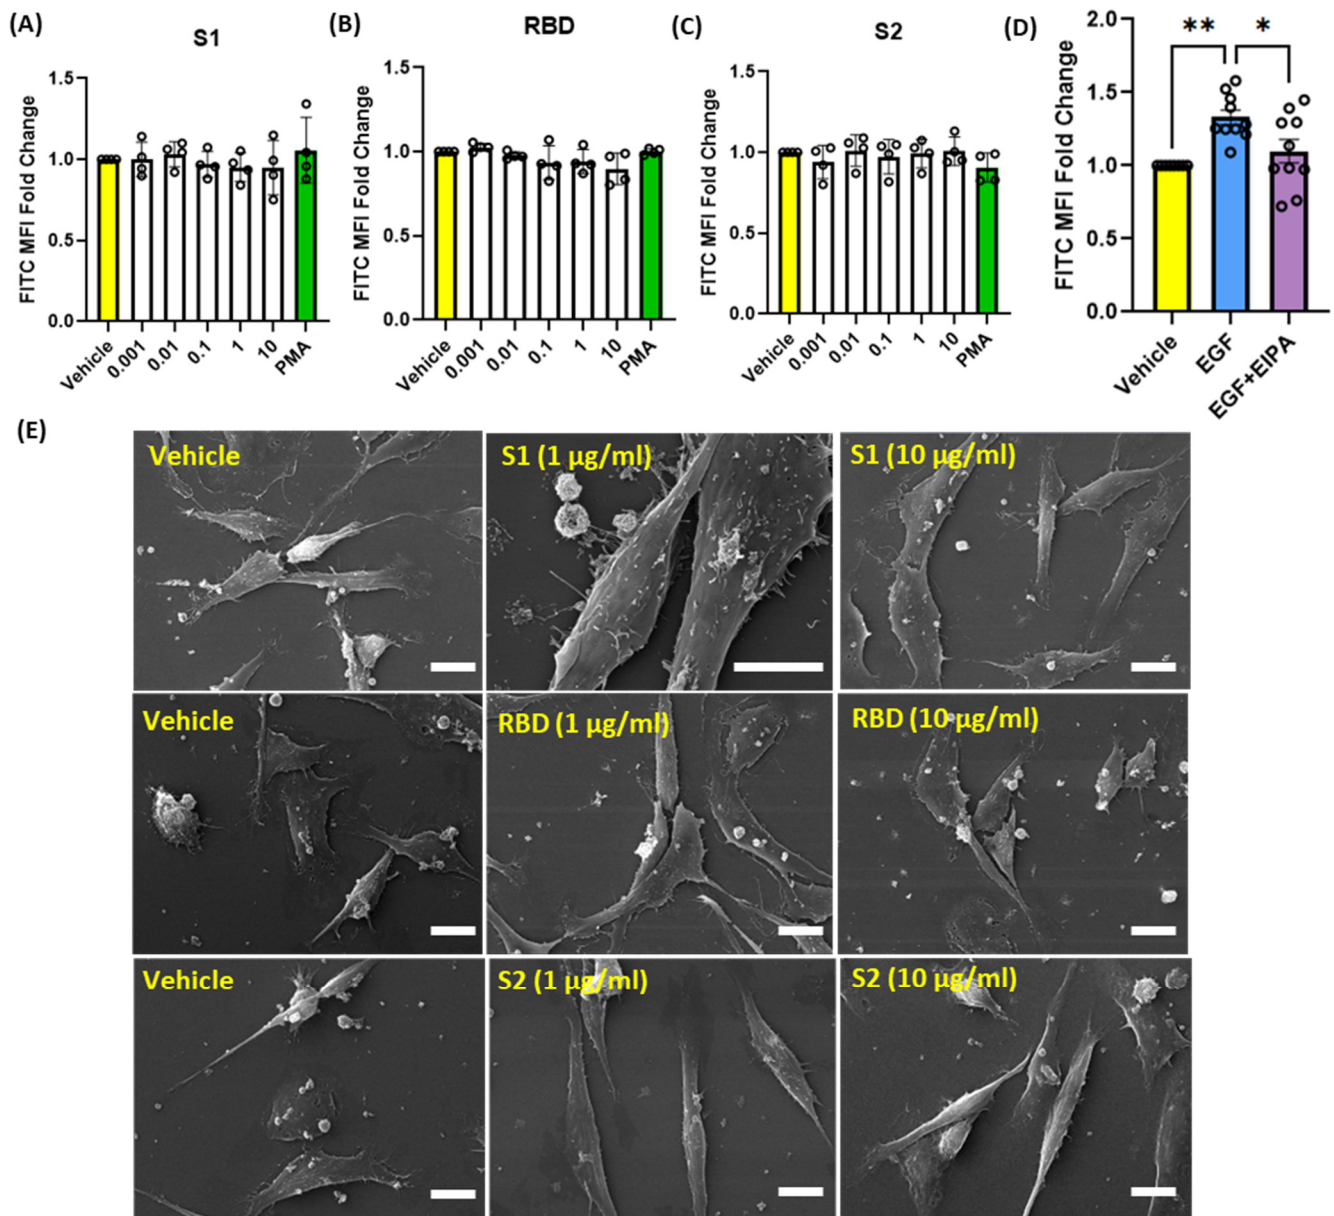 (A)
S1
FITC MFI Fold Change
1.5
1.0
0.5
0.0
Vehicle
0.001
0.01
0.1
1
10
PMA
(B)
RBD
FITC MFI Fold Change
1.5
1.0
0.5
0.0
Vehicle
0.001
0.01
0.1
1
10
PMA
(C)
S2
FITC MFI Fold Change
1.5
1.0
0.5
0.0
Vehicle
0.001
0.01
0.1
1
10
PMA
(D)
FITC MFI Fold Change
2.0
1.5
1.0
0.5
0.0
** *
Vehicle
EGF
EGF+EIPA
(E)
Vehicle
S1 (1 µg/ml)
S1 (10 µg/ml)
Vehicle
RBD (1 µg/ml)
RBD (10 µg/ml)
Vehicle
S2 (1 µg/ml)
S2 (10 µg/ml)